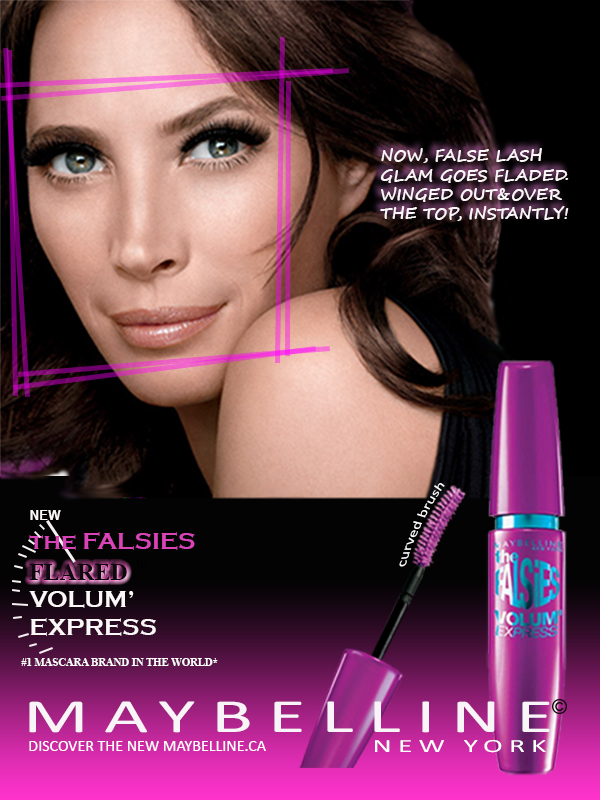 NOW, FALSE LASH
GLAM GOES FLADED.
WINGED OUT&OVER
THE TOP, INSTANTLY!
curved brush
MAYBELLINE
the
FALSIES
VOLUM'
EXPRESS
NEW
THE FALSIES
FLARED
VOLUM'
EXPRESS
#1 MASCARA BRAND IN THE WORLD*
MAYBELLINE©
DISCOVER THE NEW MAYBELLINE.CA
NEW YORK